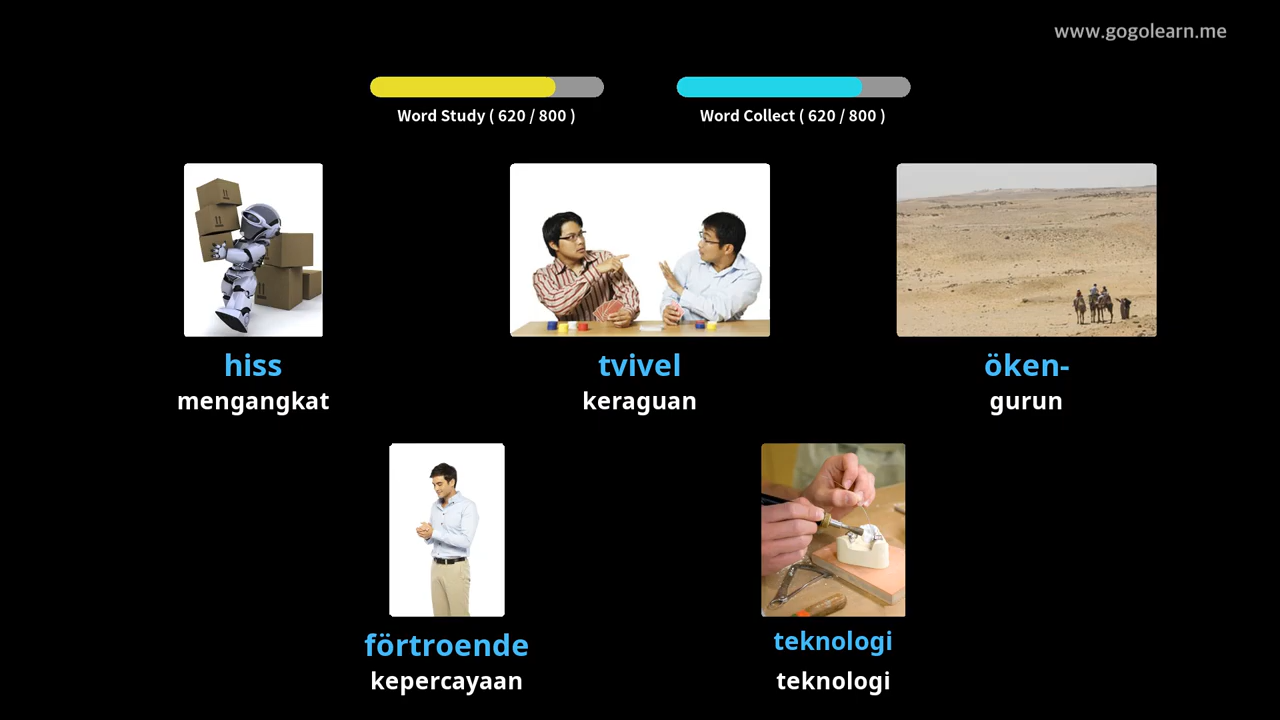 www.gogolearn.me
Word Study ( 620 / 800 )
Word Collect ( 620 / 800 )
hiss
mengangkat
tvivel
keraguan
öken-
gurun
förtroende
kepercayaan
teknologi
teknologi